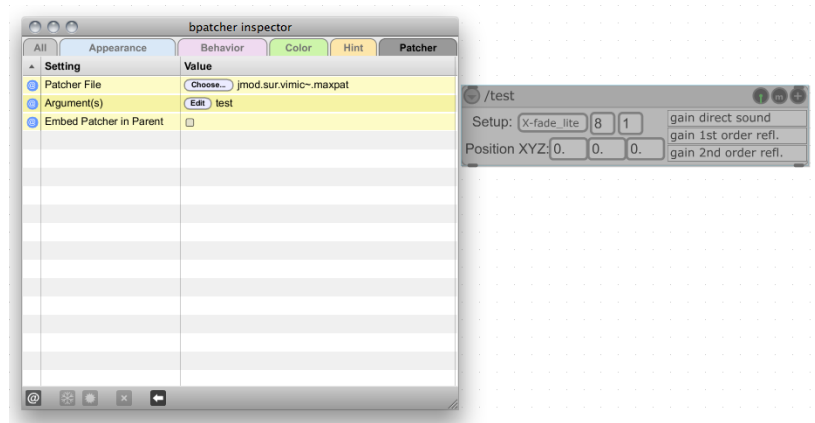 bpatcher inspector
All Appearance Behavior Color Hint Patcher
Setting Value
@ Patcher File Choose... jmod.sur.vimic~.maxpat
@ Argument(s) Edit test
@ Embed Patcher in Parent
@
/test m +
Setup: X-fade_lite 8 1
Position XYZ: 0. 0. 0.
gain direct sound
gain 1st order refl.
gain 2nd order refl.